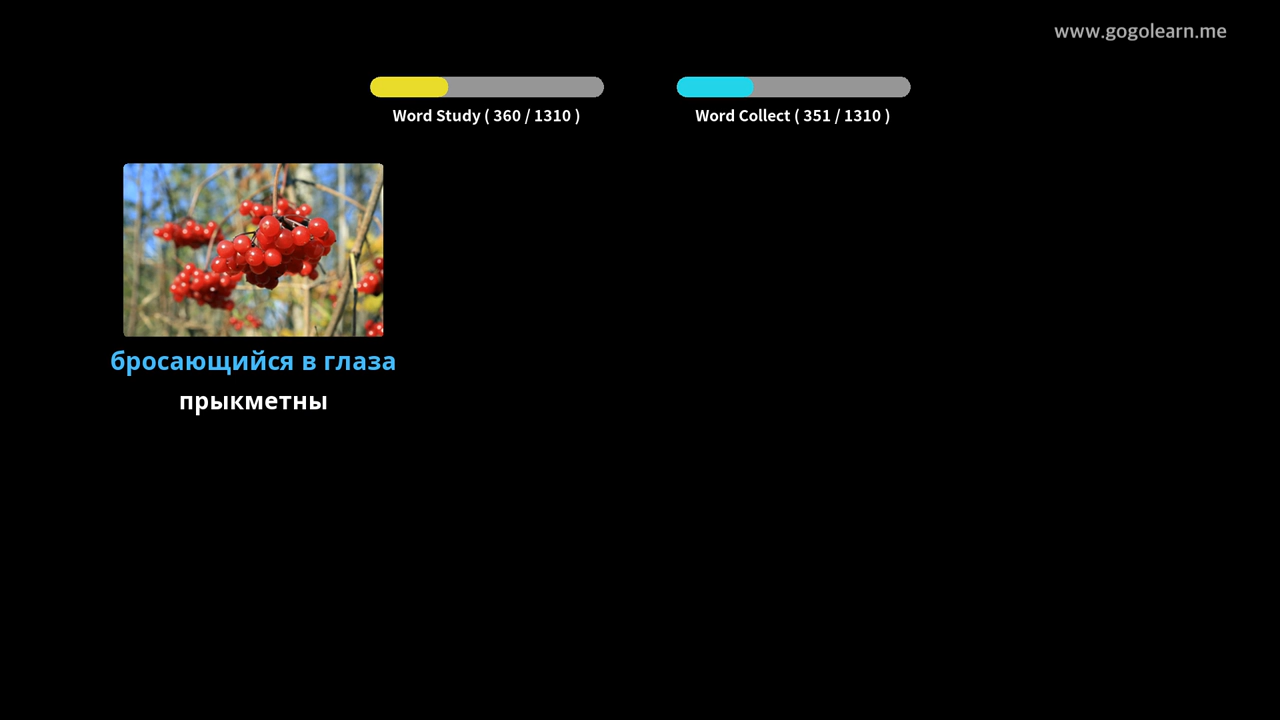 www.gogolearn.me
Word Study ( 360 / 1310 )
Word Collect ( 351 / 1310 )
бросающийся в глаза
прыкметны